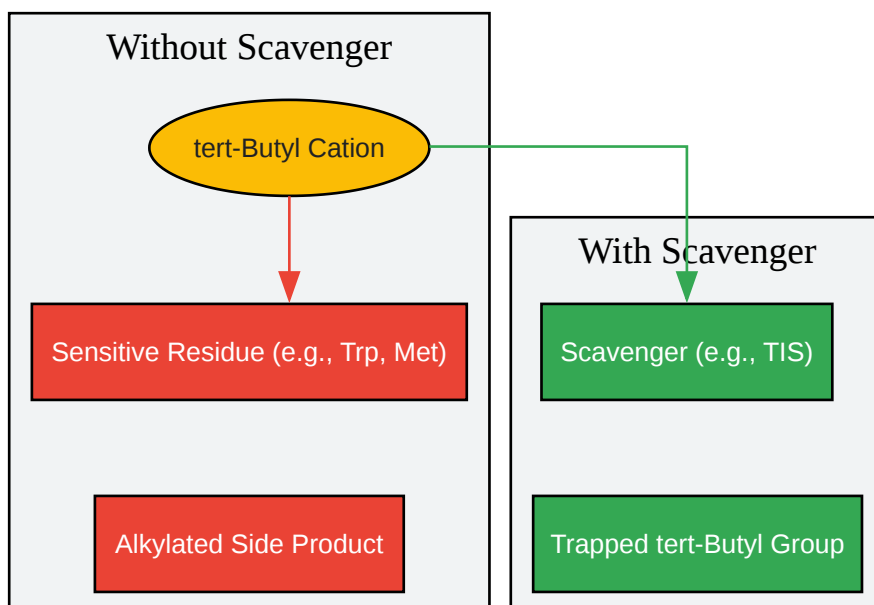 Without Scavenger
tert-Butyl Cation
Sensitive Residue (e.g., Trp, Met)
Alkylated Side Product
With Scavenger
Scavenger (e.g., TIS)
Trapped tert-Butyl Group